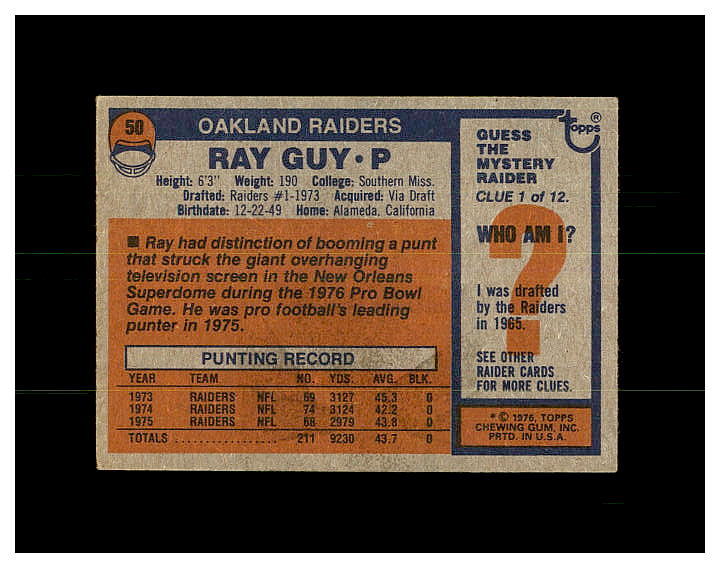 50
OAKLAND RAIDERS
RAY GUY • P
Height: 6'3" Weight: 190 College: Southern Miss.
Drafted: Raiders #1-1973 Acquired: Via Draft
Birthdate: 12-22-49 Home: Alameda, California
■ Ray had distinction of booming a punt
that struck the giant overhanging
television screen in the New Orleans
Superdome during the 1976 Pro Bowl
Game. He was pro football's leading
punter in 1975.
PUNTING RECORD
YEAR TEAM NO. YDS. AVG. BLK.
1973 RAIDERS NFL 69 3127 45.3 0
1974 RAIDERS NFL 74 3124 42.2 0
1975 RAIDERS NFL 68 2979 43.8 0
TOTALS .................. 211 9230 43.7 0
topps®
GUESS
THE
MYSTERY
RAIDER
CLUE 1 of 12.
?
WHO AM I?
I was drafted
by the Raiders
in 1965.
SEE OTHER
RAIDER CARDS
FOR MORE CLUES.
* © 1976, TOPPS
CHEWING GUM, INC.
PRTD. IN U.S.A.